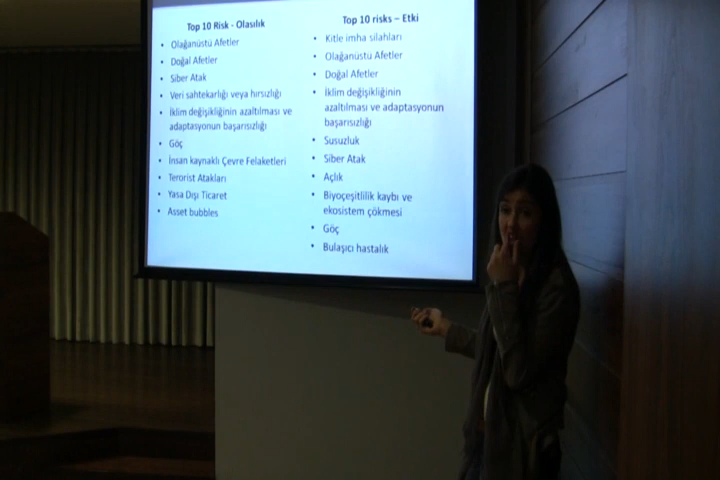 Top 10 Risk - Olasılık
• Olağanüstü Afetler
• Doğal Afetler
• Siber Atak
• Veri sahtekarlığı veya hırsızlığı
• İklim değişikliğinin azaltılması ve
adaptasyonun başarısızlığı
• Göç
• İnsan kaynaklı Çevre Felaketleri
• Terorist Atakları
• Yasa Dışı Ticaret
• Asset bubbles
Top 10 risks – Etki
• Kitle imha silahları
• Olağanüstü Afetler
• Doğal Afetler
• İklim değişikliğinin
azaltılması ve adaptasyonun
başarısızlığı
• Susuzluk
• Siber Atak
• Açlık
• Biyoçeşitlilik kaybı ve
ekosistem çökmesi
• Göç
• Bulaşıcı hastalık